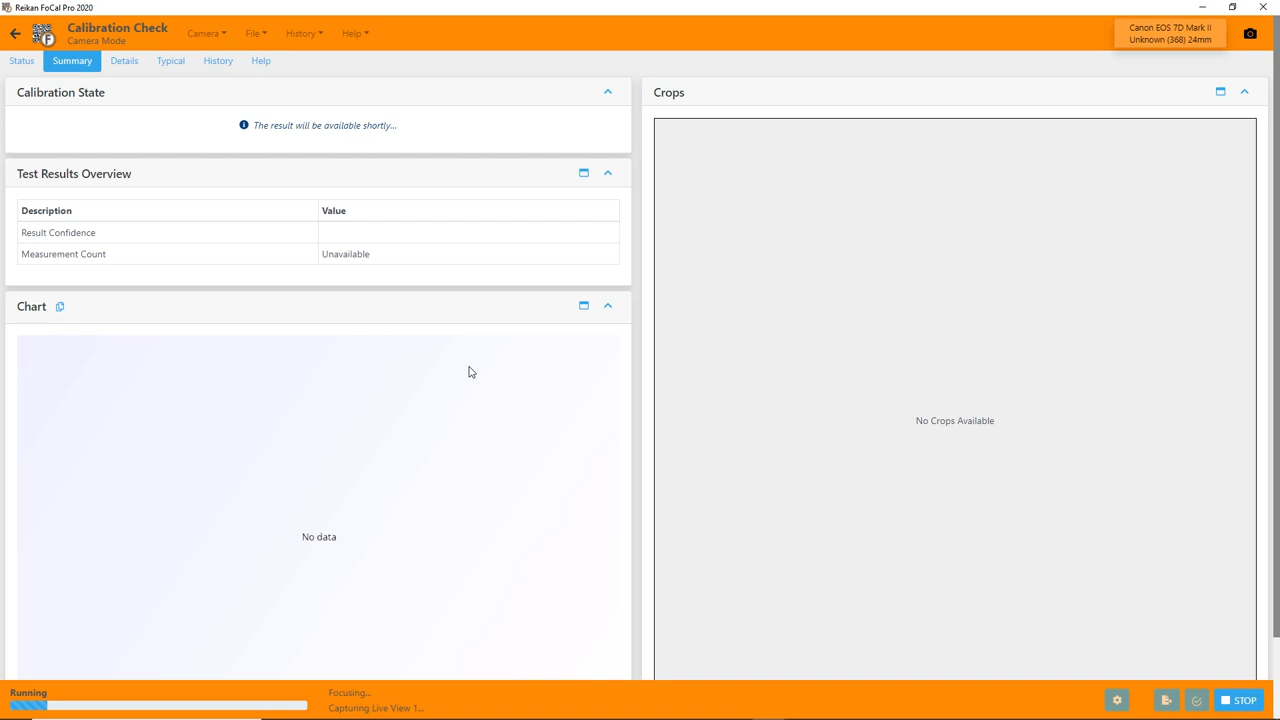 Reikan FoCal Pro 2020
Calibration Check
Camera Mode
Camera
File
History
Help
Canon EOS 7D Mark II
Unknown (368) 24mm
Status
Summary
Details
Typical
History
Help
Calibration State
The result will be available shortly...
Test Results Overview
Description Value
Result Confidence
Measurement Count Unavailable
Chart
No data
Crops
No Crops Available
Running
Focusing...
Capturing Live View 1...
STOP